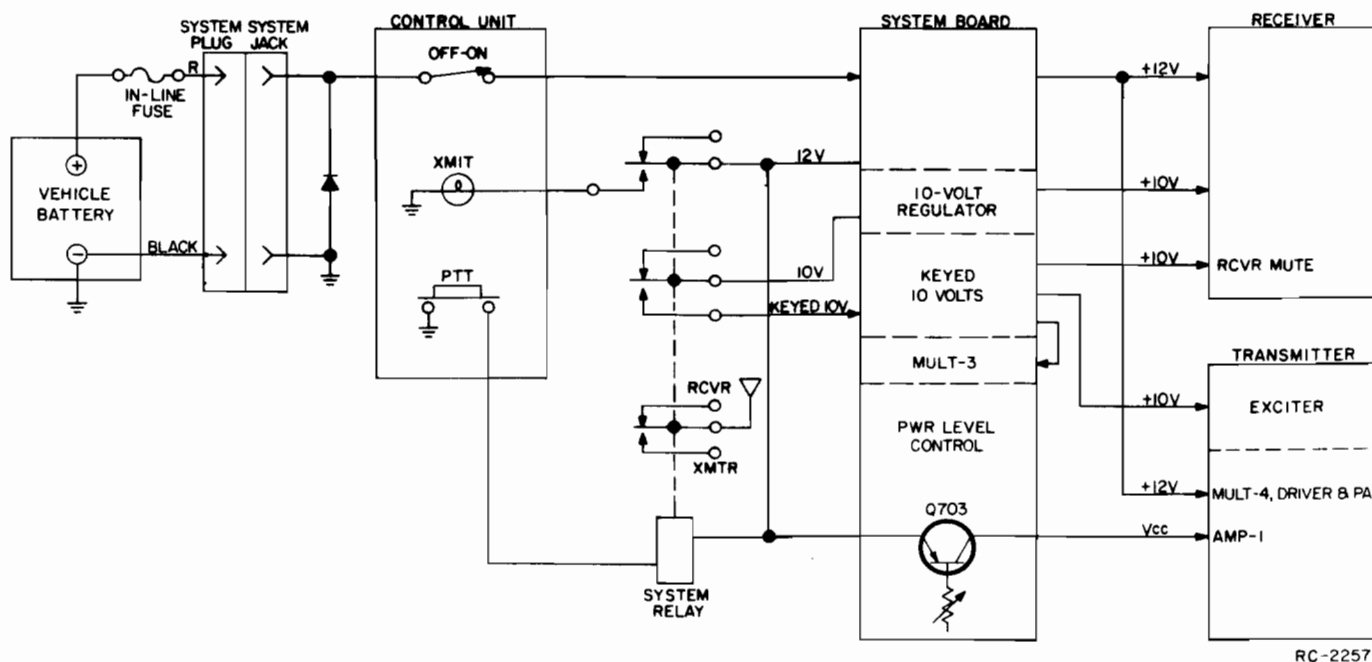 SYSTEM PLUG
SYSTEM JACK
CONTROL UNIT
SYSTEM BOARD
RECEIVER
OFF-ON
R
IN-LINE
FUSE
+12V
XMIT
12V
+
VEHICLE
BATTERY
10-VOLT
REGULATOR
+10V
BLACK
-
PTT
10V
KEYED 10V
KEYED
10 VOLTS
+10V
RCVR MUTE
MULT-3
TRANSMITTER
RCVR
XMTR
PWR LEVEL
CONTROL
+10V
EXCITER
+12V
MULT-4, DRIVER & PA
Q703
Vcc
AMP-1
SYSTEM
RELAY
RC-2257